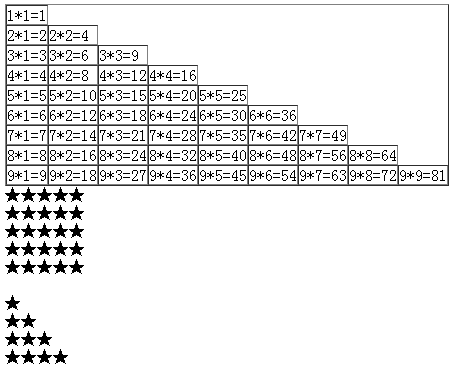 1*1=1
2*1=2 2*2=4
3*1=3 3*2=6 3*3=9
4*1=4 4*2=8 4*3=12 4*4=16
5*1=5 5*2=10 5*3=15 5*4=20 5*5=25
6*1=6 6*2=12 6*3=18 6*4=24 6*5=30 6*6=36
7*1=7 7*2=14 7*3=21 7*4=28 7*5=35 7*6=42 7*7=49
8*1=8 8*2=16 8*3=24 8*4=32 8*5=40 8*6=48 8*7=56 8*8=64
9*1=9 9*2=18 9*3=27 9*4=36 9*5=45 9*6=54 9*7=63 9*8=72 9*9=81
★★★★★
★★★★★
★★★★★
★★★★★
★★★★★
★
★★
★★★
★★★★